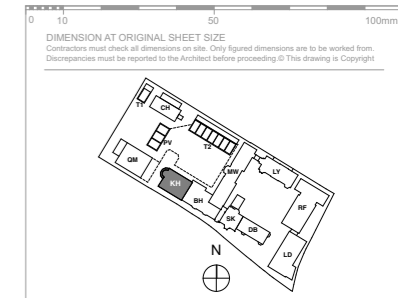 0 10 50 100mm
DIMENSION AT ORIGINAL SHEET SIZE
Contractors must check all dimensions on site. Only figured dimensions are to be worked from.
Discrepancies must be reported to the Architect before proceeding.© This drawing is Copyright
T1
CH
PV
T2
QM
MW
LY
KH
BH
RF
SK
DB
LD
N